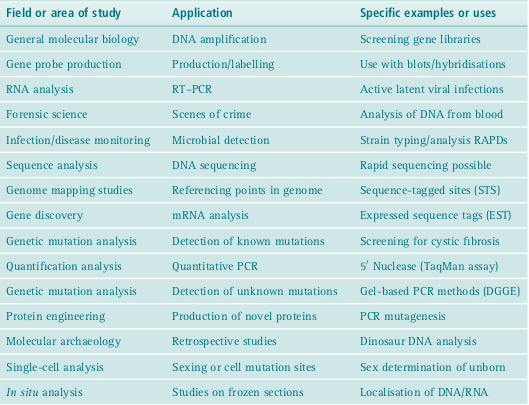 Field or area of study Application Specific examples or uses
General molecular biology DNA amplification Screening gene libraries
Gene probe production Production/labelling Use with blots/hybridisations
RNA analysis RT–PCR Active latent viral infections
Forensic science Scenes of crime Analysis of DNA from blood
Infection/disease monitoring Microbial detection Strain typing/analysis RAPDs
Sequence analysis DNA sequencing Rapid sequencing possible
Genome mapping studies Referencing points in genome Sequence-tagged sites (STS)
Gene discovery mRNA analysis Expressed sequence tags (EST)
Genetic mutation analysis Detection of known mutations Screening for cystic fibrosis
Quantification analysis Quantitative PCR 5′ Nuclease (TaqMan assay)
Genetic mutation analysis Detection of unknown mutations Gel-based PCR methods (DGGE)
Protein engineering Production of novel proteins PCR mutagenesis
Molecular archaeology Retrospective studies Dinosaur DNA analysis
Single-cell analysis Sexing or cell mutation sites Sex determination of unborn
In situ analysis Studies on frozen sections Localisation of DNA/RNA